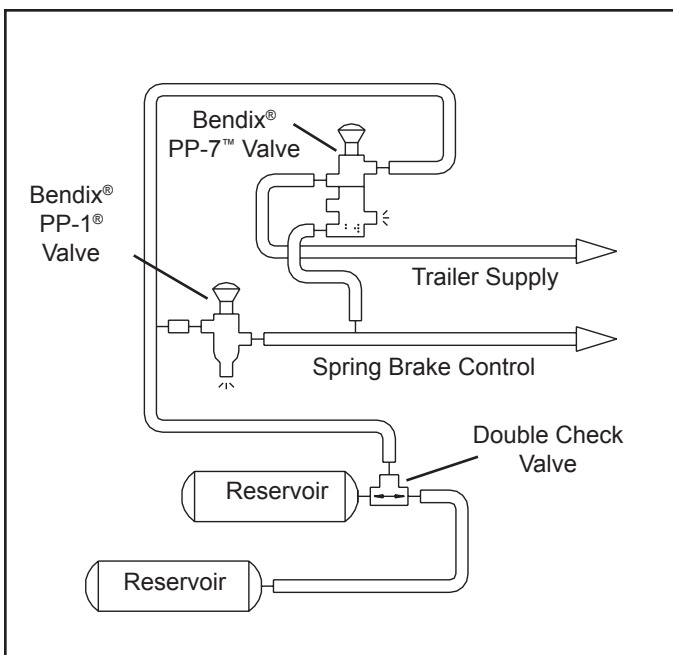 Bendix®
PP-7™ Valve
Bendix®
PP-1®
Valve
Trailer Supply
Spring Brake Control
Double Check
Valve
Reservoir
Reservoir